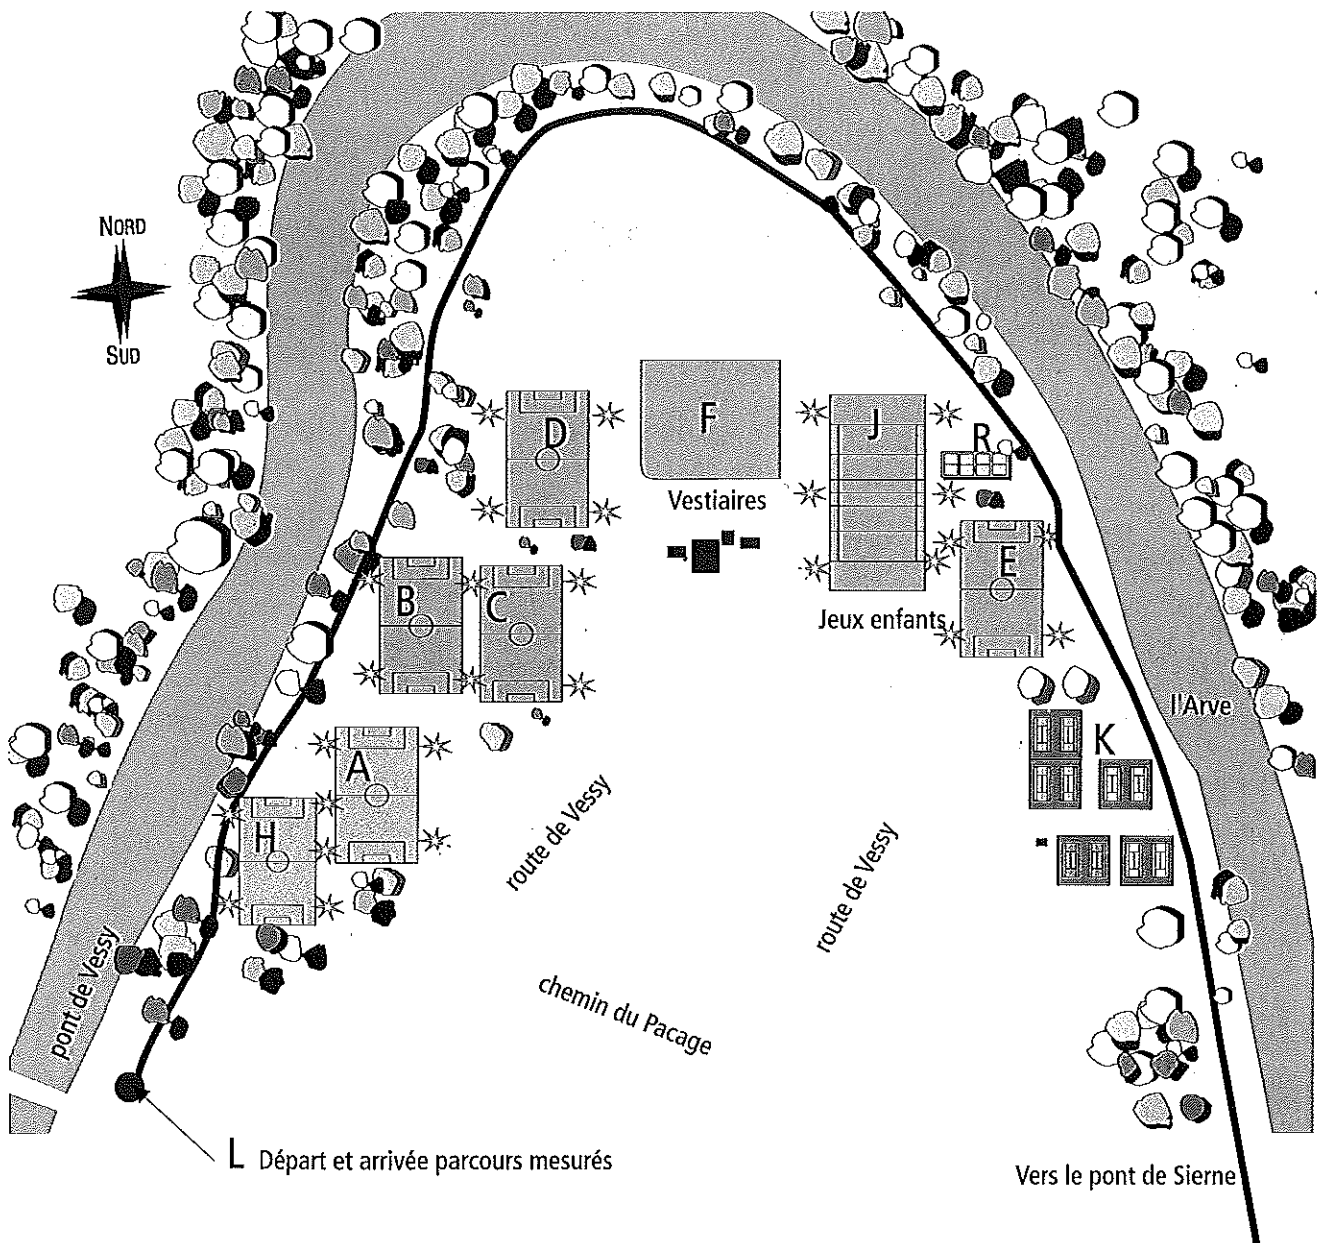 NORD
SUD
D
F
J
R
Vestiaires
B
C
E
Jeux enfants
l'Arve
K
A
H
route de Vessy
route de Vessy
pont de Vessy
chemin du Pacage
L Départ et arrivée parcours mesurés
Vers le pont de Sierne